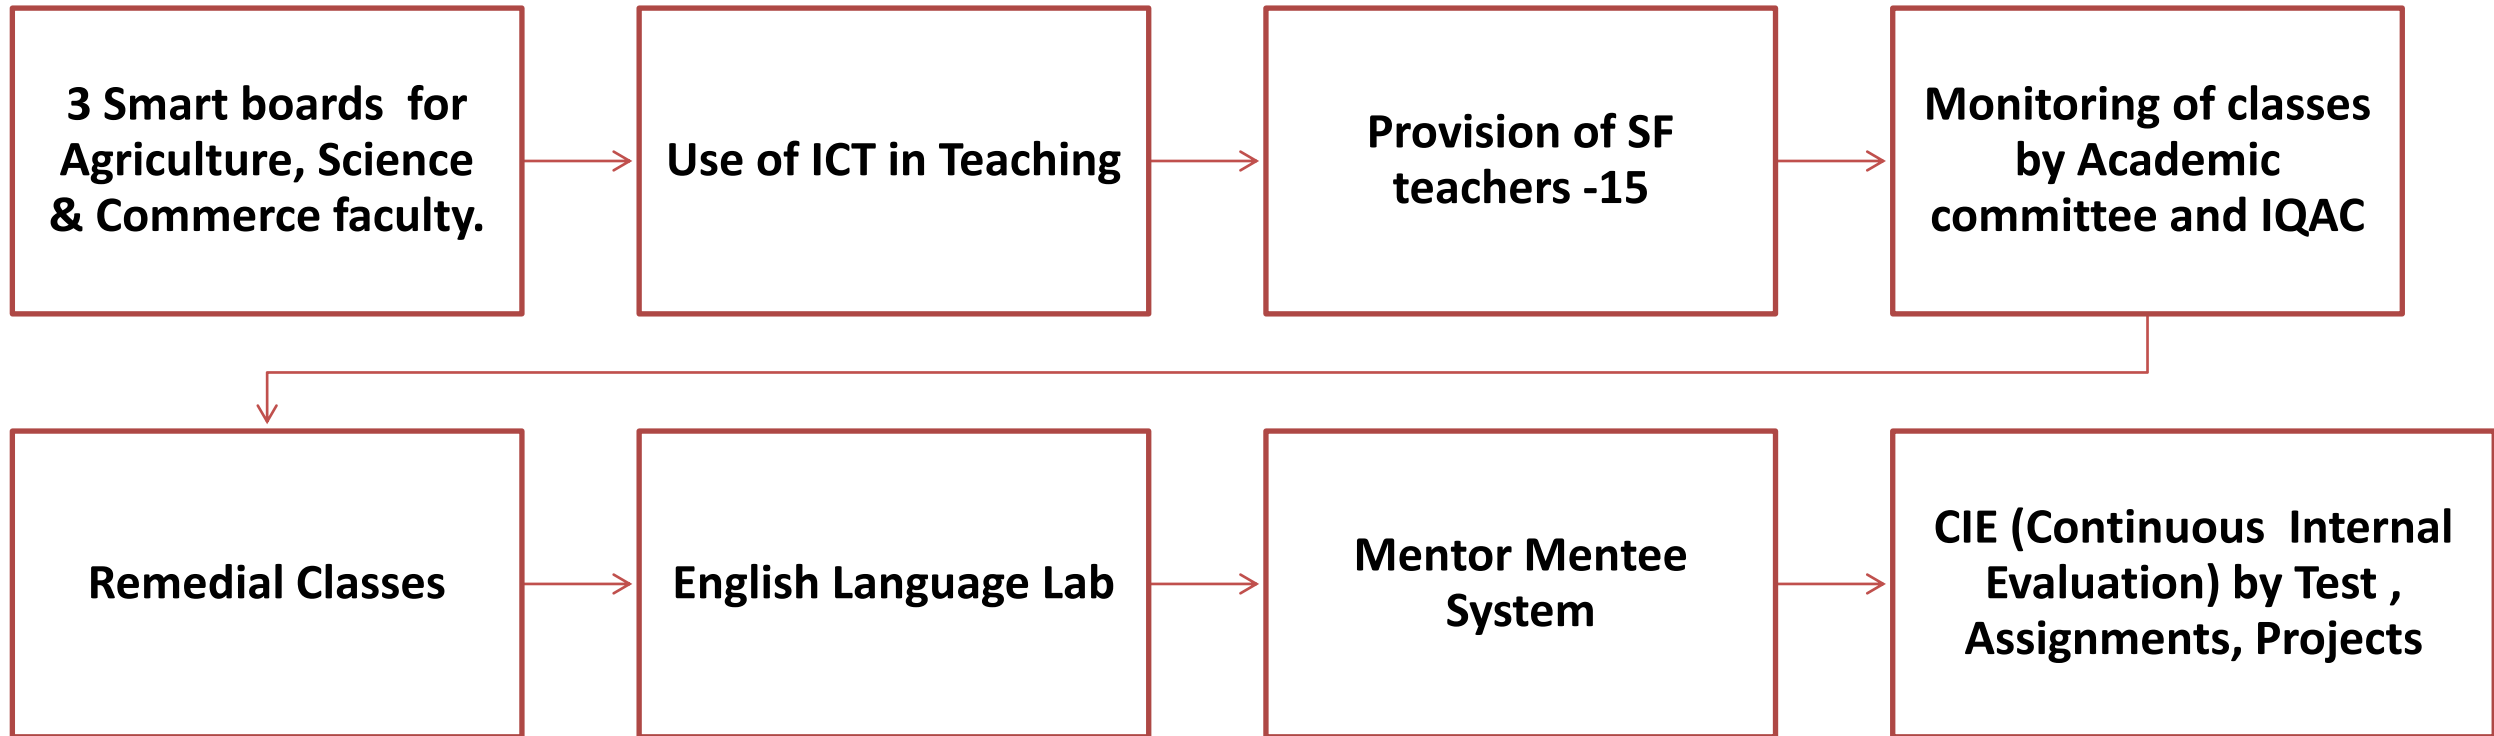 3 Smart boards  for
Agriculture, Science
& Commerce faculty.
Use of ICT in Teaching
Provision of SF
teachers -15
Monitoring of classes
by Academic
committee and IQAC
Remedial classes
English Language Lab
Mentor Mentee
System
CIE (Continuous  Internal
Evaluation) by Test,
Assignments, Projects